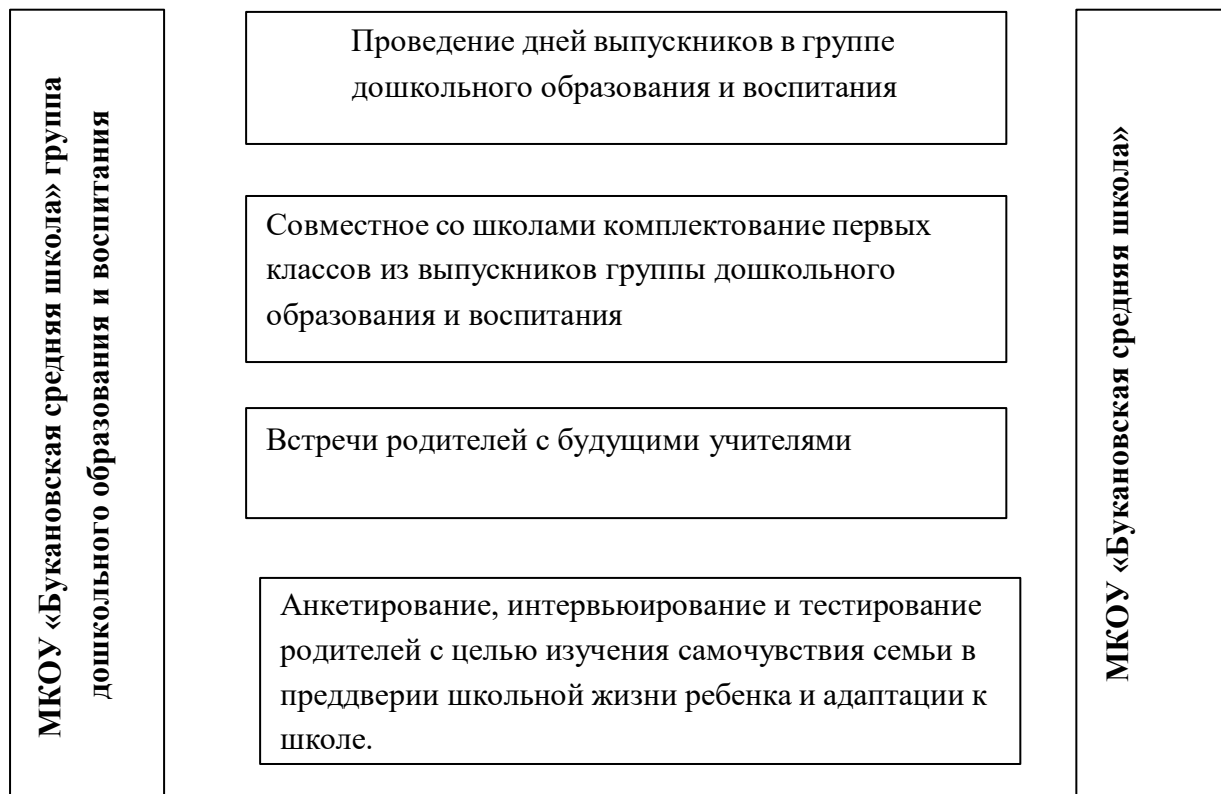 МКОУ «Букановская средняя школа» группа
дошкольного образования и воспитания
Проведение дней выпускников в группе
дошкольного образования и воспитания
Совместное со школами комплектование первых
классов из выпускников группы дошкольного
образования и воспитания
Встречи родителей с будущими учителями
Анкетирование, интервьюирование и тестирование
родителей с целью изучения самочувствия семьи в
преддверии школьной жизни ребенка и адаптации к
школе.
МКОУ «Букановская средняя школа»